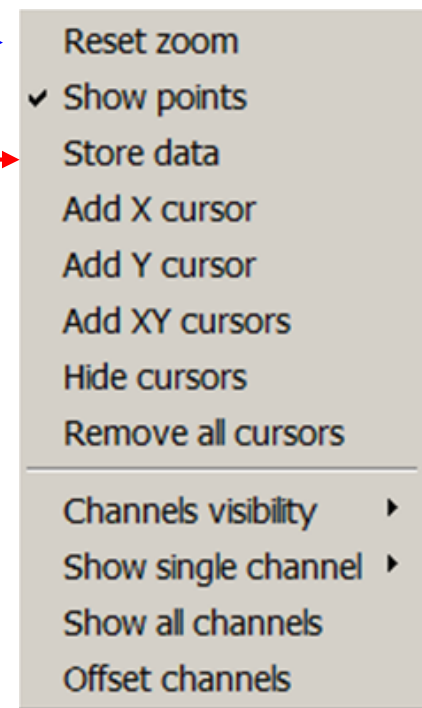 Reset zoom
Show points
Store data
Add X cursor
Add Y cursor
Add XY cursors
Hide cursors
Remove all cursors
Channels visibility
Show single channel
Show all channels
Offset channels